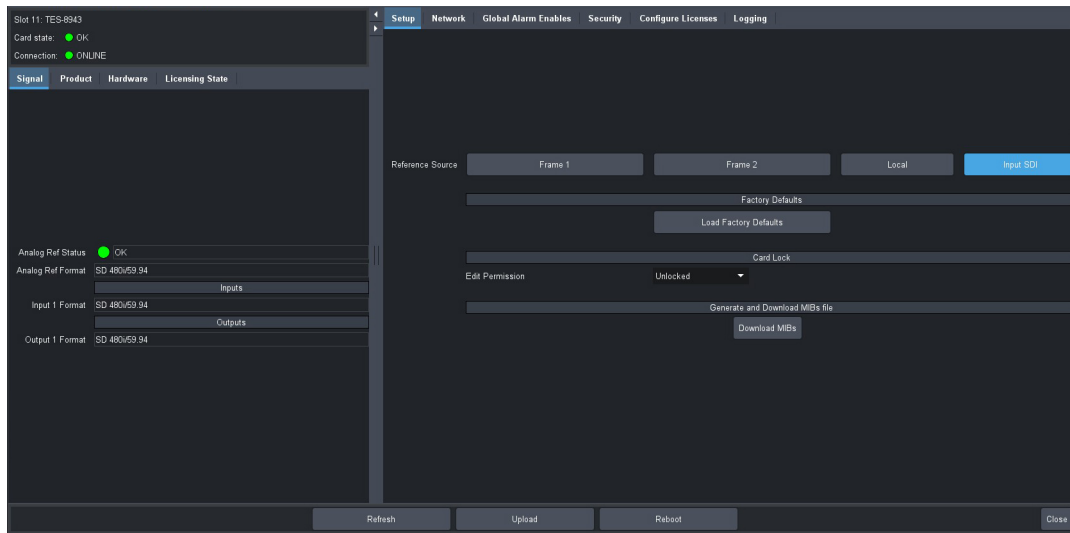 Slot 11: TES-8943
Card state: OK
Connection: ONLINE
Signal Product Hardware Licensing State
Analog Ref Status OK
Analog Ref Format SD 480i/59.94
Inputs
Input 1 Format SD 480i/59.94
Outputs
Output 1 Format SD 480i/59.94
Setup Network Global Alarm Enables Security Configure Licenses Logging
Reference Source Frame 1 Frame 2 Local Input SDI
Factory Defaults
Load Factory Defaults
Card Lock
Edit Permission Unlocked
Generate and Download MIBs file
Download MIBs
Refresh Upload Reboot Close